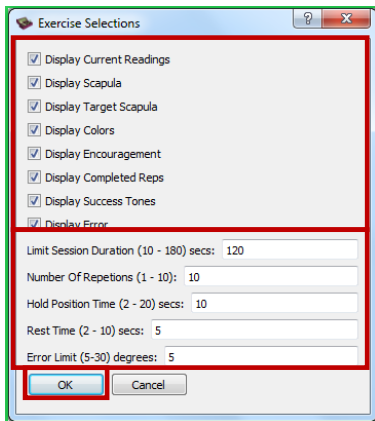 Exercise Selections
Display Current Readings
Display Scapula
Display Target Scapula
Display Colors
Display Encouragement
Display Completed Reps
Display Success Tones
Display Error
Limit Session Duration (10 - 180) secs: 120
Number Of Repetions (1 - 10): 10
Hold Position Time (2 - 20) secs: 10
Rest Time (2 - 10) secs: 5
Error Limit (5-30) degrees: 5
OK Cancel